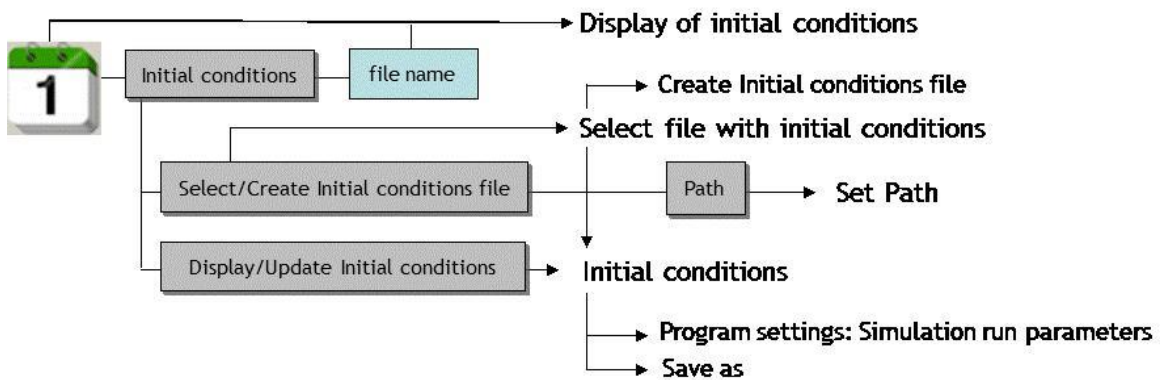 Display of initial conditions
1
Initial conditions
file name
Create Initial conditions file
Select file with initial conditions
Select/Create Initial conditions file
Path
Set Path
Display/Update Initial conditions
Initial conditions
Program settings: Simulation run parameters
Save as